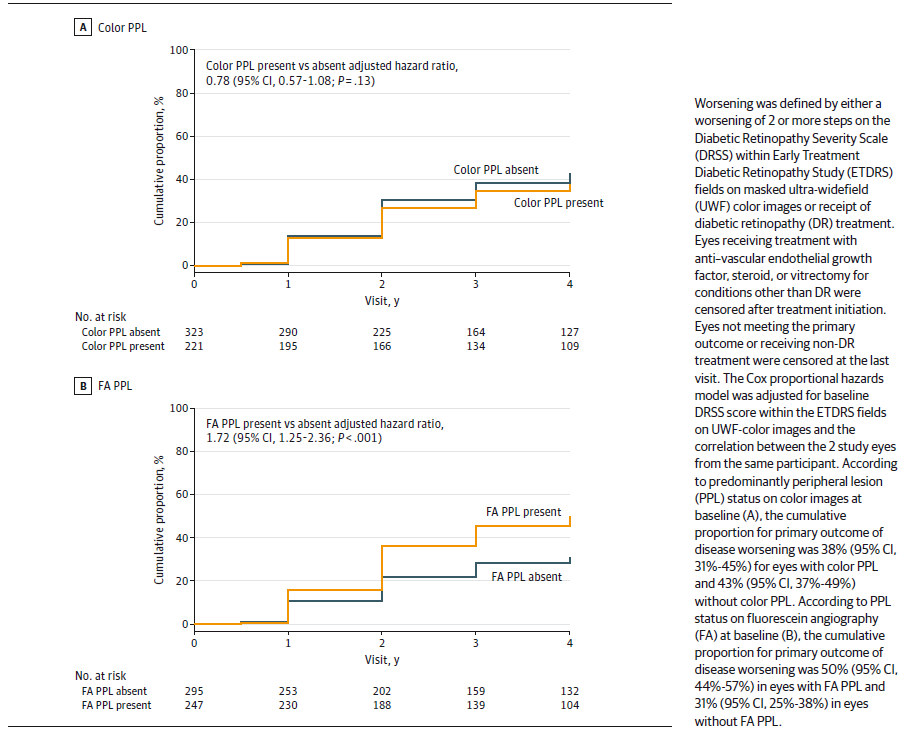 A Color PPL
100
80
60
40
20
0
Cumulative proportion, %
Color PPL present vs absent adjusted hazard ratio,
0.78 (95% CI, 0.57-1.08; P = .13)
Color PPL absent
Color PPL present
0 1 2 3 4
Visit, y
No. at risk
Color PPL absent 323 290 225 164 127
Color PPL present 221 195 166 134 109
B FA PPL
100
80
60
40
20
0
Cumulative proportion, %
FA PPL present vs absent adjusted hazard ratio,
1.72 (95% CI, 1.25-2.36; P < .001)
FA PPL present
FA PPL absent
0 1 2 3 4
Visit, y
No. at risk
FA PPL absent 295 253 202 159 132
FA PPL present 247 230 188 139 104
Worsening was defined by either a
worsening of 2 or more steps on the
Diabetic Retinopathy Severity Scale
(DRSS) within Early Treatment
Diabetic Retinopathy Study (ETDRS)
fields on masked ultra-widefield
(UWF) color images or receipt of
diabetic retinopathy (DR) treatment.
Eyes receiving treatment with
anti–vascular endothelial growth
factor, steroid, or vitrectomy for
conditions other than DR were
censored after treatment initiation.
Eyes not meeting the primary
outcome or receiving non-DR
treatment were censored at the last
visit. The Cox proportional hazards
model was adjusted for baseline
DRSS score within the ETDRS fields
on UWF-color images and the
correlation between the 2 study eyes
from the same participant. According
to predominantly peripheral lesion
(PPL) status on color images at
baseline (A), the cumulative
proportion for primary outcome of
disease worsening was 38% (95% CI,
31%-45%) for eyes with color PPL
and 43% (95% CI, 37%-49%)
without color PPL. According to PPL
status on fluorescein angiography
(FA) at baseline (B), the cumulative
proportion for primary outcome of
disease worsening was 50% (95% CI,
44%-57%) in eyes with FA PPL and
31% (95% CI, 25%-38%) in eyes
without FA PPL.